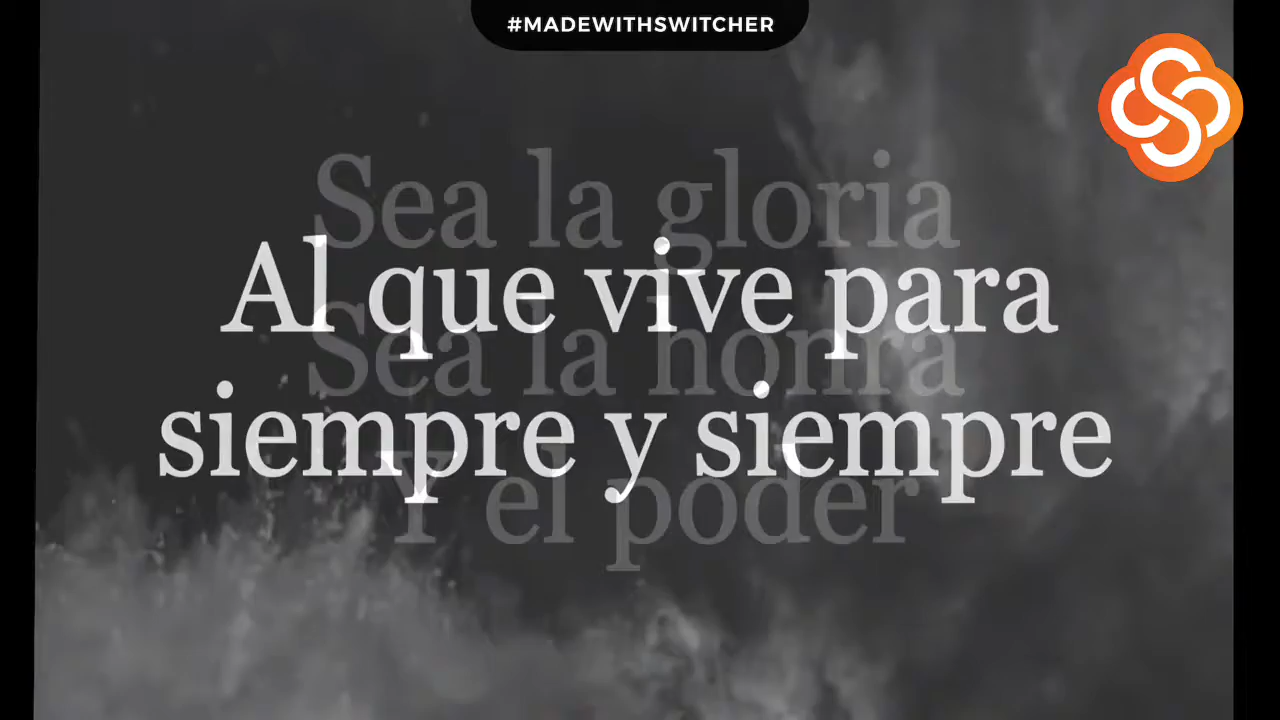 #MADEWITHSWITCHER
Sea la gloria
Al que vive para
Sea la honra
siempre y siempre
Y el poder